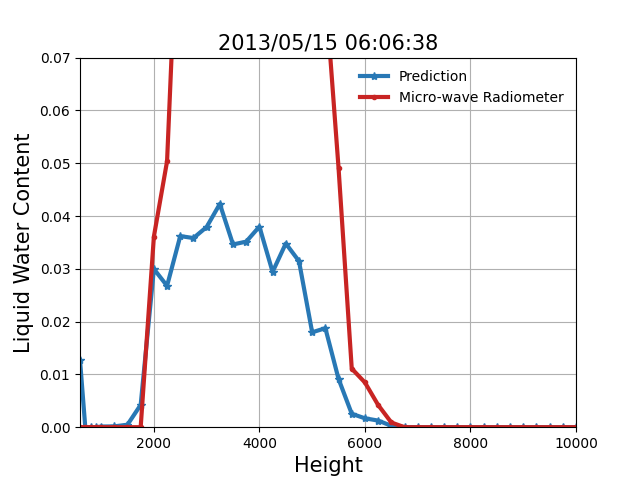 2013/05/15 06:06:38
Prediction
Micro-wave Radiometer
Liquid Water Content
0.07
0.06
0.05
0.04
0.03
0.02
0.01
0.00
2000 4000 6000 8000 10000
Height